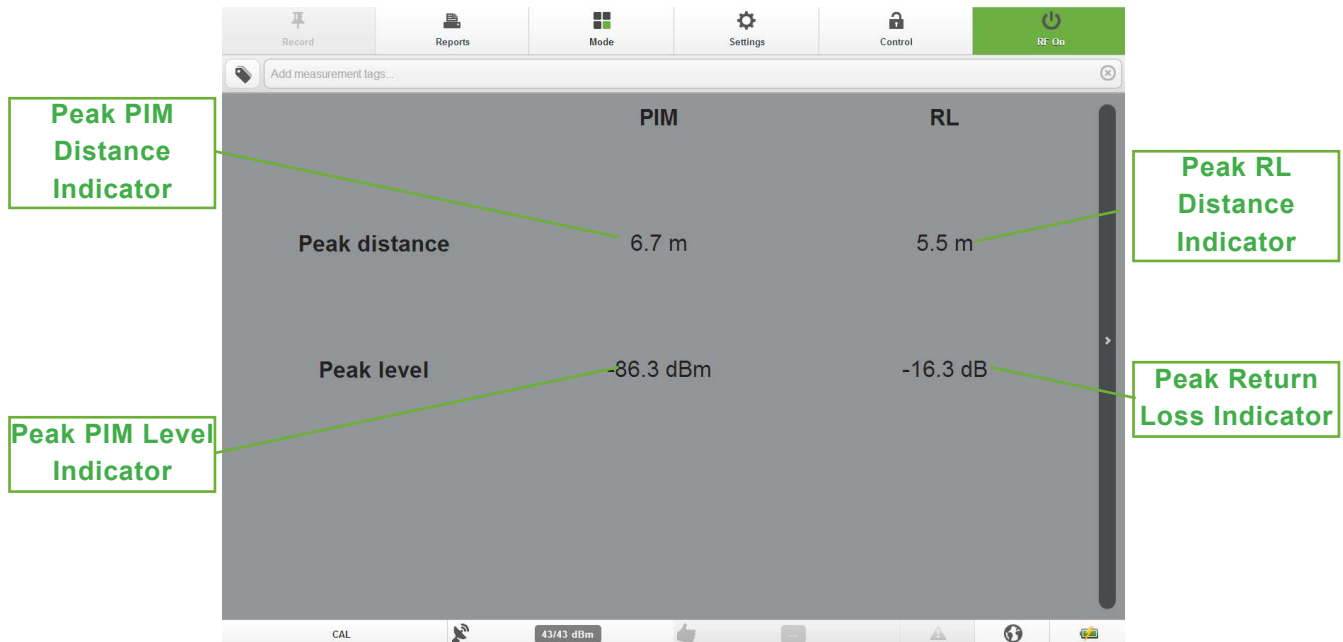 Record
Reports
Mode
Settings
Control
RF On
Add measurement tags...
Peak PIM
Distance
Indicator
PIM
RL
Peak RL
Distance
Indicator
Peak distance
6.7 m
5.5 m
Peak level
-86.3 dBm
-16.3 dB
Peak Return
Loss Indicator
Peak PIM Level
Indicator
CAL
43/43 dBm
...